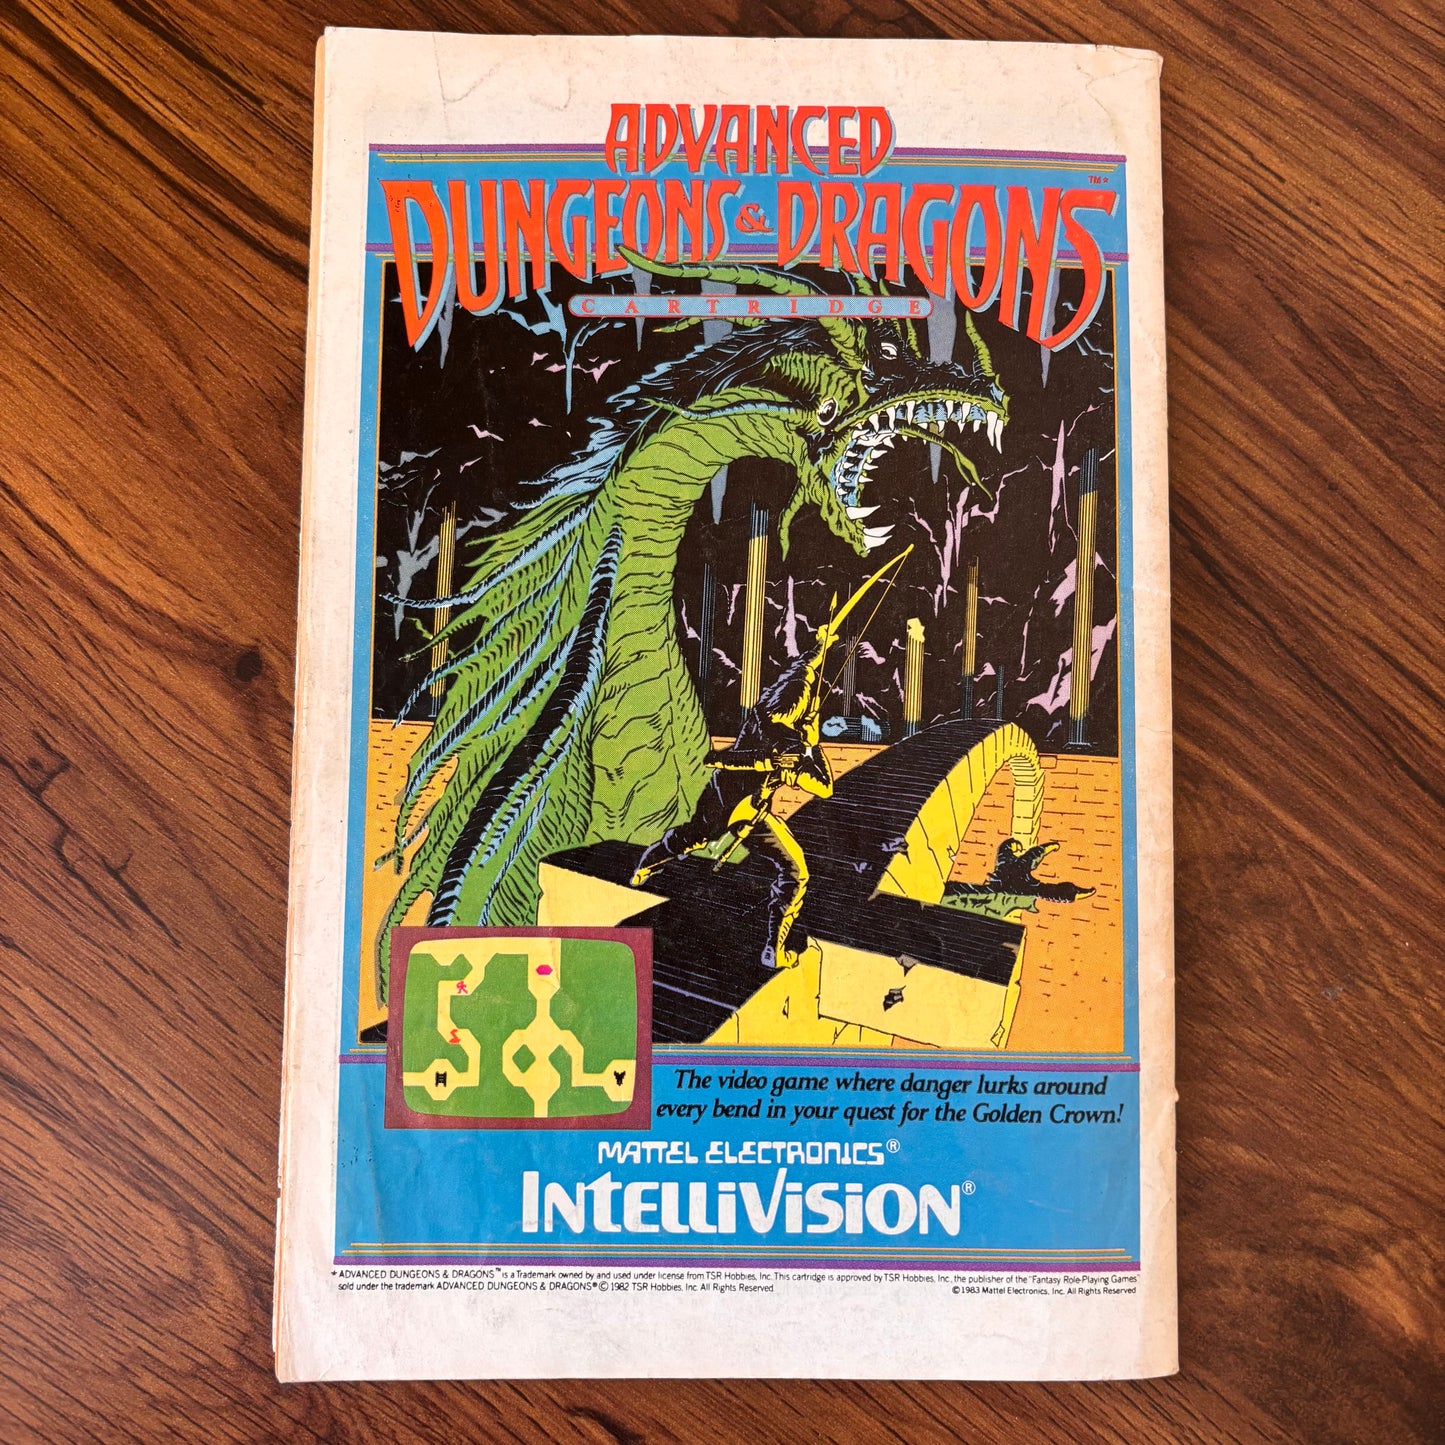 ADVANCED
DUNGEONS & DRAGONS™*
CARTRIDGE
The video game where danger lurks around
every bend in your quest for the Golden Crown!
MATTEL ELECTRONICS®
INTELLIVISION®
* ADVANCED DUNGEONS & DRAGONS™ is a Trademark owned by and used under license from TSR Hobbies, Inc. This cartridge is approved by TSR Hobbies, Inc., the publisher of the "Fantasy Role-Playing Games"
sold under the trademark ADVANCED DUNGEONS & DRAGONS® © 1982 TSR Hobbies, Inc. All Rights Reserved. © 1983 Mattel Electronics, Inc. All Rights Reserved